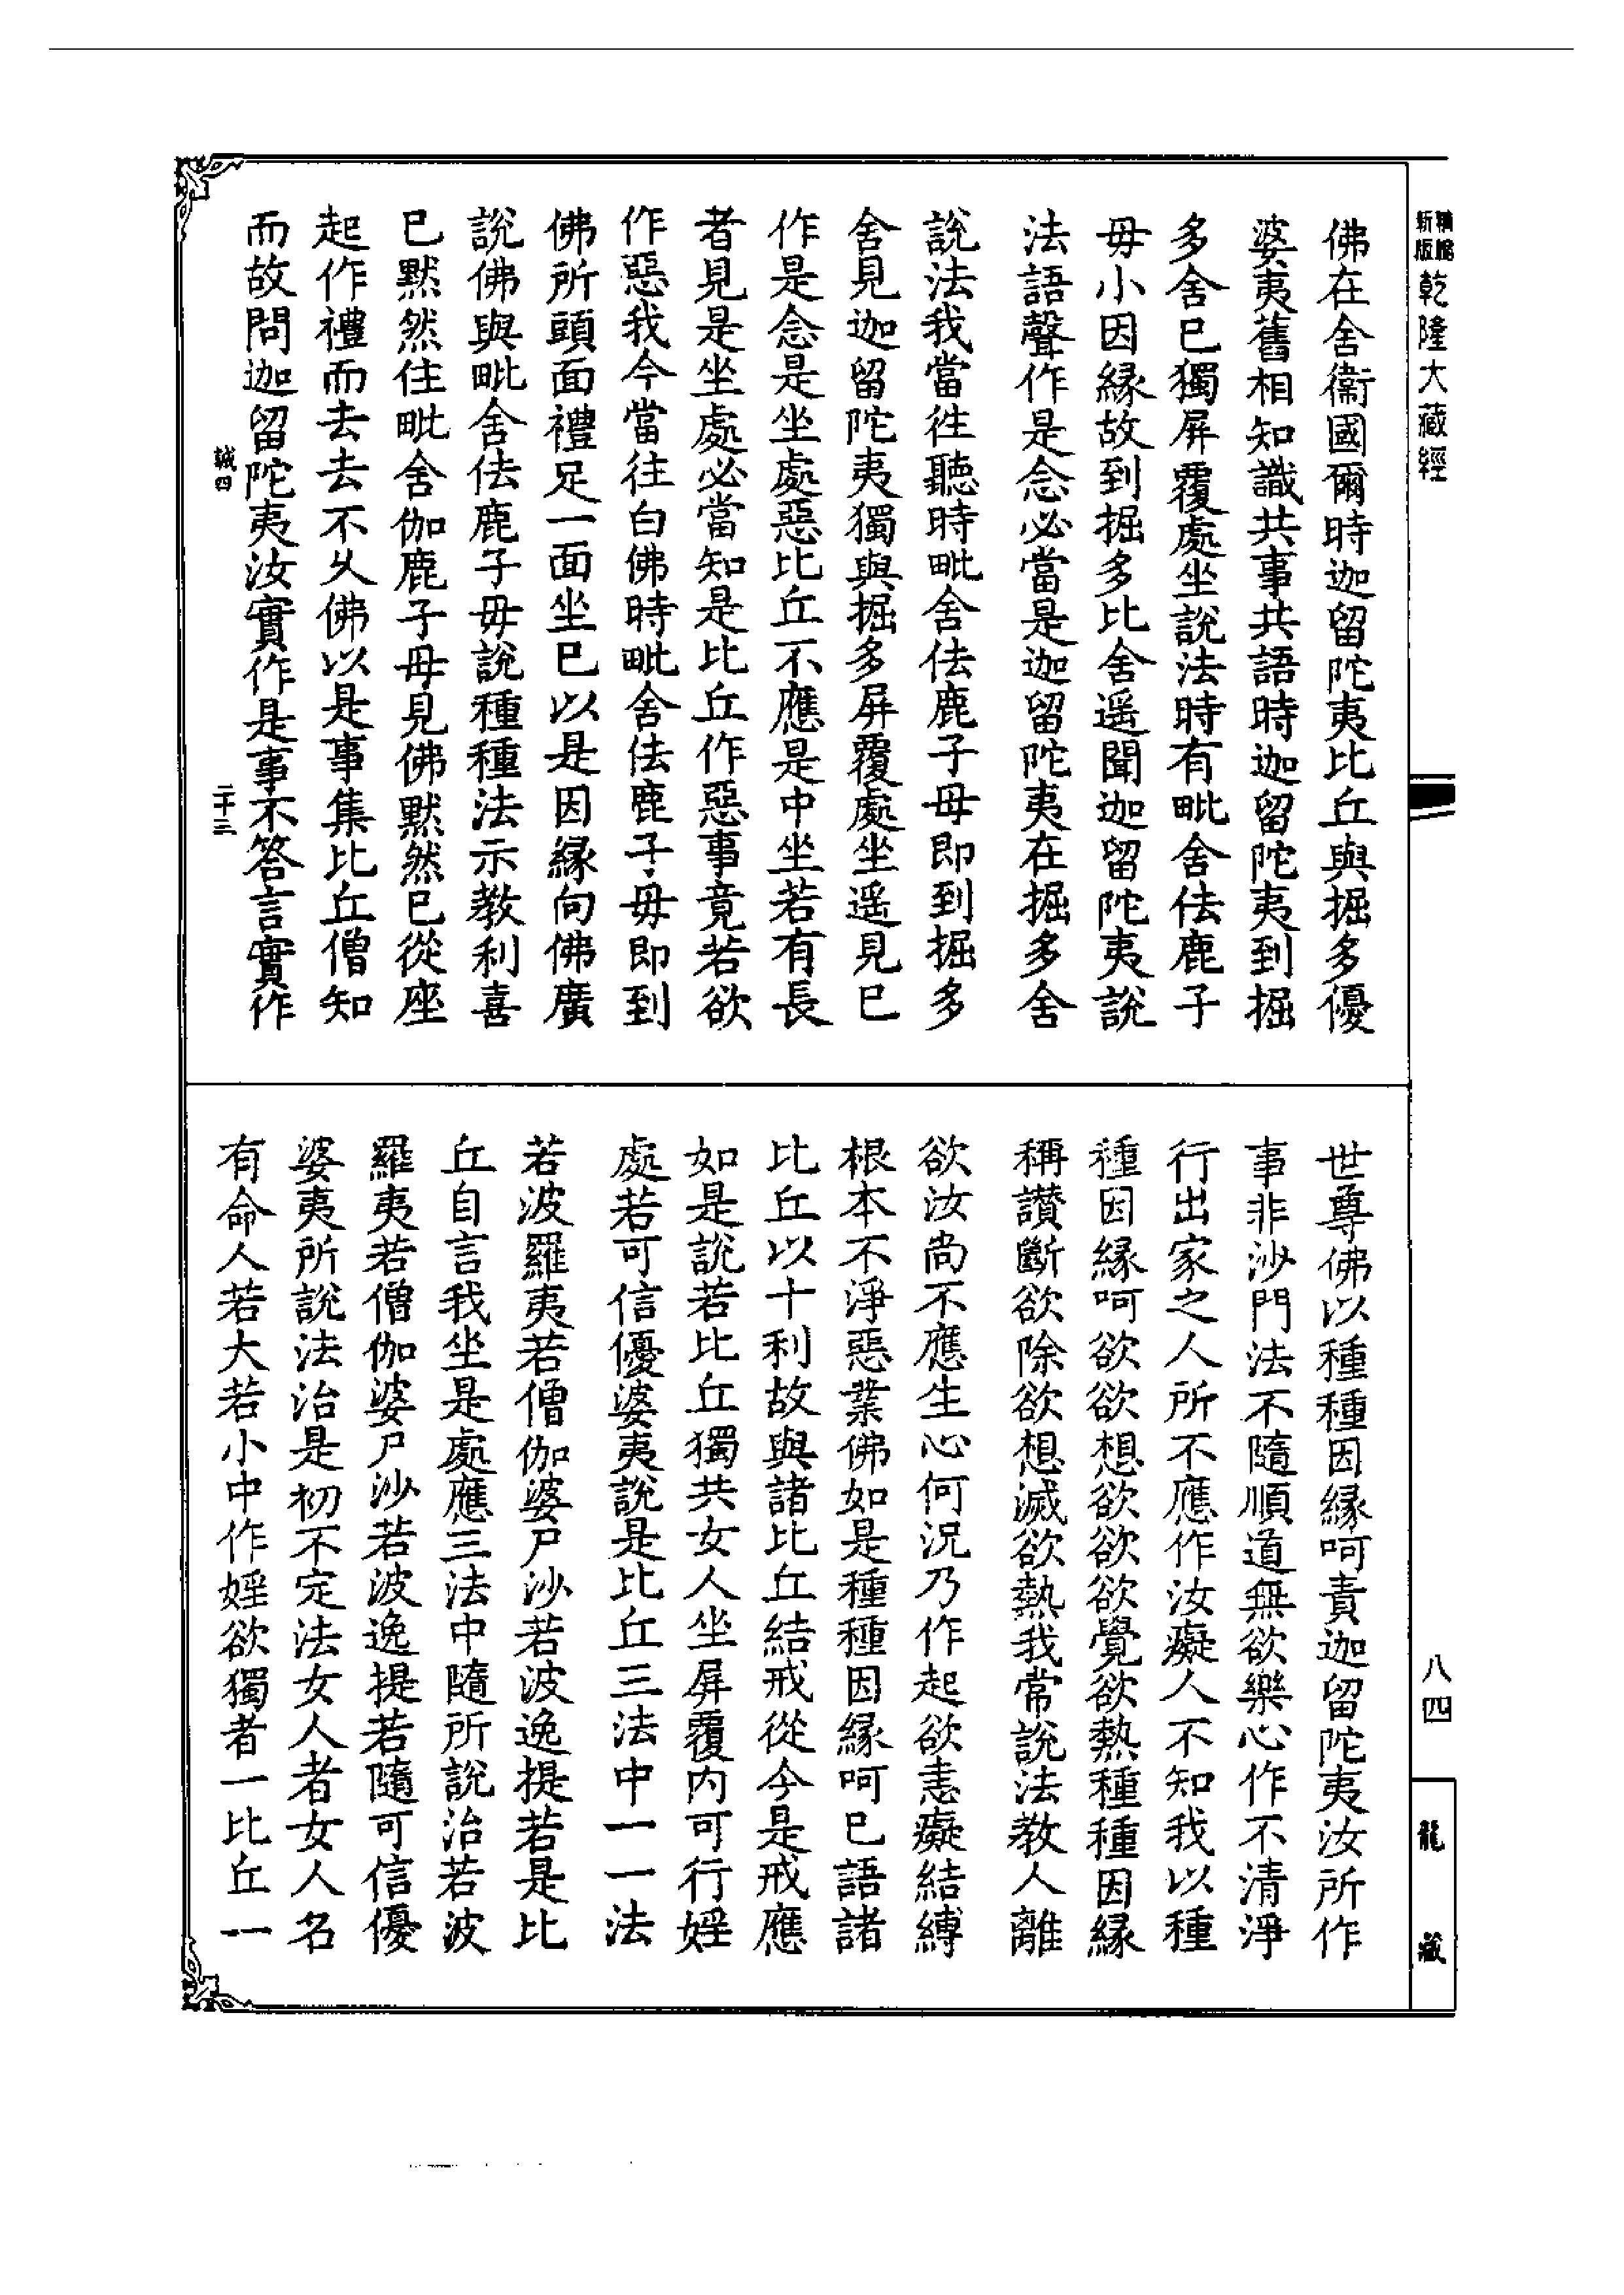 新版
精縮
乾隆大藏經
八四
龍藏
佛在舍衞國爾時迦留陀夷比丘與掘多優
婆夷舊相知識共事共語時迦留陀夷到掘
多舍已獨屏覆處坐說法時有毗舍佉鹿子
毋小因緣故到掘多比舍遥聞迦留陀夷說
法語聲作是念必當是迦留陀夷在掘多舍
說法我當往聽時毗舍佉鹿子母即到掘多
舍見迦留陀夷獨與掘多屏覆處坐遥見已
作是念是坐處惡比丘不應是中坐若有長
者見是坐處必當知是比丘作惡事竟若欲
作惡我今當往白佛時毗舍佉鹿子毋即到
佛所頭面禮足一面坐已以是因緣向佛廣
說佛與毗舍佉鹿子毋說種種法示教利喜
已默然住毗舍伽鹿子母見佛默然已從座
起作禮而去去不久佛以是事集比丘僧知
而故問迦留陀夷汝實作是事不答言實作
誠四
二十三
世尊佛以種種因緣呵責迦留陀夷汝所作
事非沙門法不隨順道無欲樂心作不清淨
行出家之人所不應作汝癡人不知我以種
種因緣呵欲欲想欲欲欲覺欲熱種種因緣
稱讃斷欲除欲想滅欲熱我常說法教人離
欲汝尚不應生心何況乃作起欲恚癡結縛
根本不淨惡業佛如是種種因緣呵已語諸
比丘以十利故與諸比丘結戒從今是戒應
如是說若比丘獨共女人坐屏覆内可行婬
處若可信優婆夷說是比丘三法中一一法
若波羅夷若僧伽婆尸沙若波逸提若是比
丘自言我坐是處應三法中隨所說治若波
羅夷若僧伽婆尸沙若波逸提若隨可信優
婆夷所說法治是初不定法女人者女人名
有命人若大若小中作婬欲獨者一比丘一